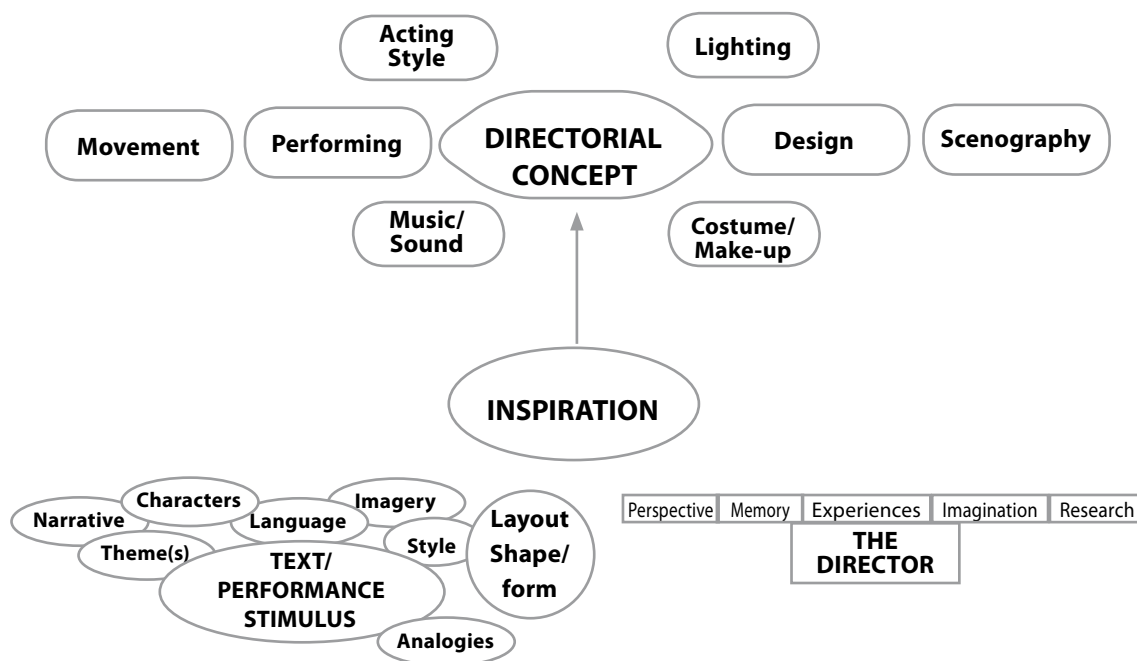 Acting
Style
Lighting
Movement
Performing
DIRECTORIAL
CONCEPT
Design
Scenography
Music/
Sound
Costume/
Make-up
INSPIRATION
Narrative
Characters
Language
Imagery
Theme(s)
Style
Layout
Shape/
form
TEXT/
PERFORMANCE
STIMULUS
Analogies
Perspective Memory Experiences Imagination Research
THE
DIRECTOR